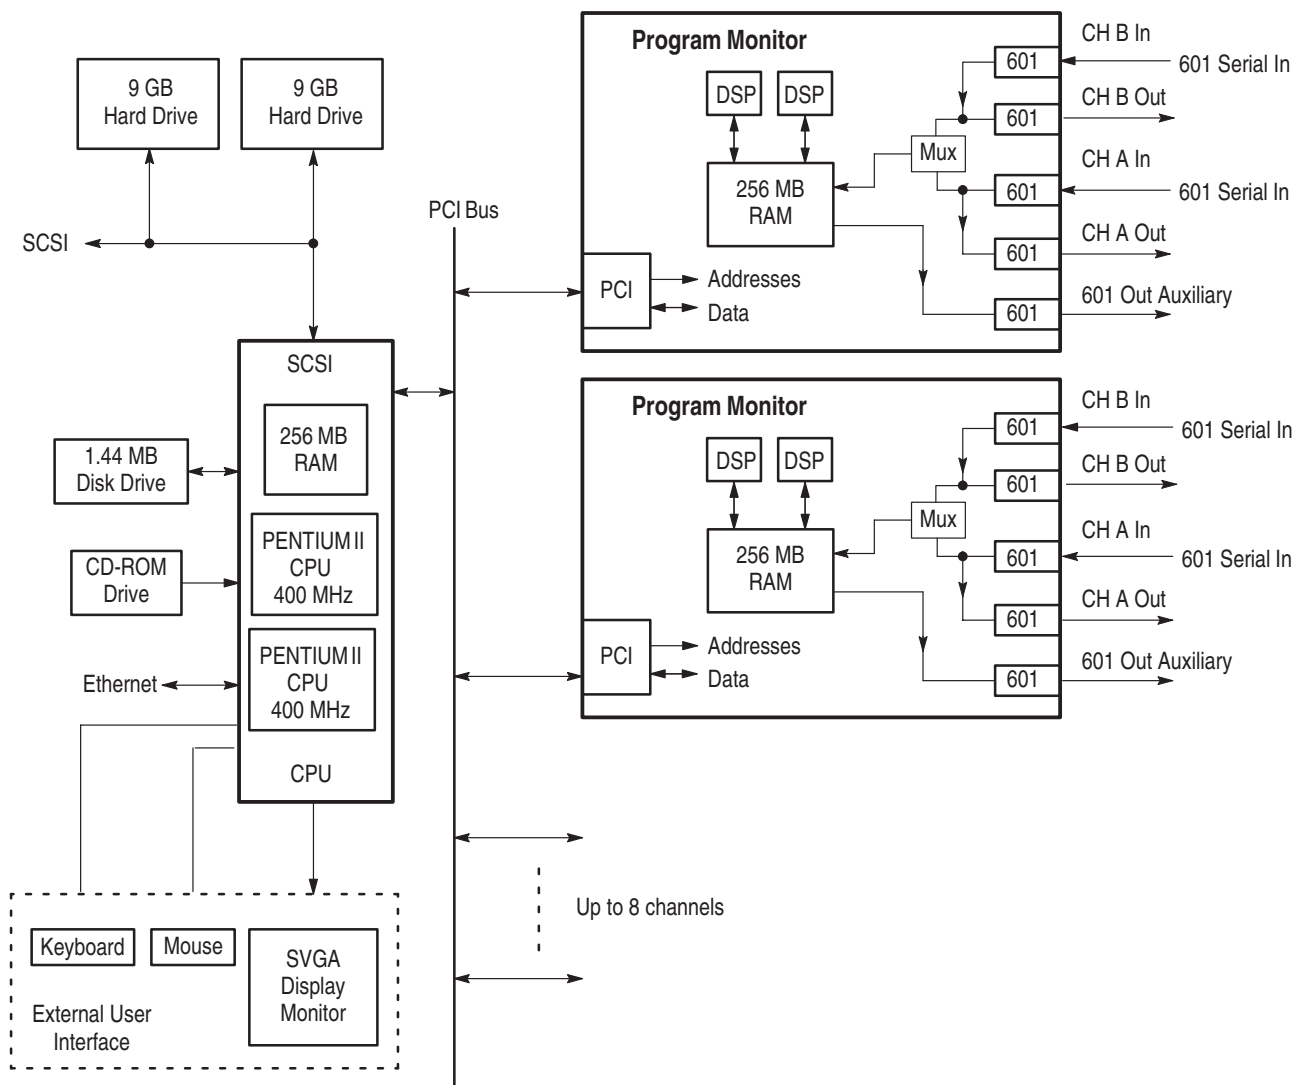 9 GB
Hard Drive
9 GB
Hard Drive
SCSI
SCSI
256 MB
RAM
PENTIUM II
CPU
400 MHz
PENTIUM II
CPU
400 MHz
CPU
1.44 MB
Disk Drive
CD-ROM
Drive
Ethernet
Keyboard
Mouse
SVGA
Display
Monitor
External User
Interface
PCI Bus
Program Monitor
DSP
DSP
256 MB
RAM
Mux
PCI
Addresses
Data
601
601
601
601
601
CH B In
601 Serial In
CH B Out
CH A In
601 Serial In
CH A Out
601 Out Auxiliary
Program Monitor
DSP
DSP
256 MB
RAM
Mux
PCI
Addresses
Data
601
601
601
601
601
CH B In
601 Serial In
CH B Out
CH A In
601 Serial In
CH A Out
601 Out Auxiliary
Up to 8 channels